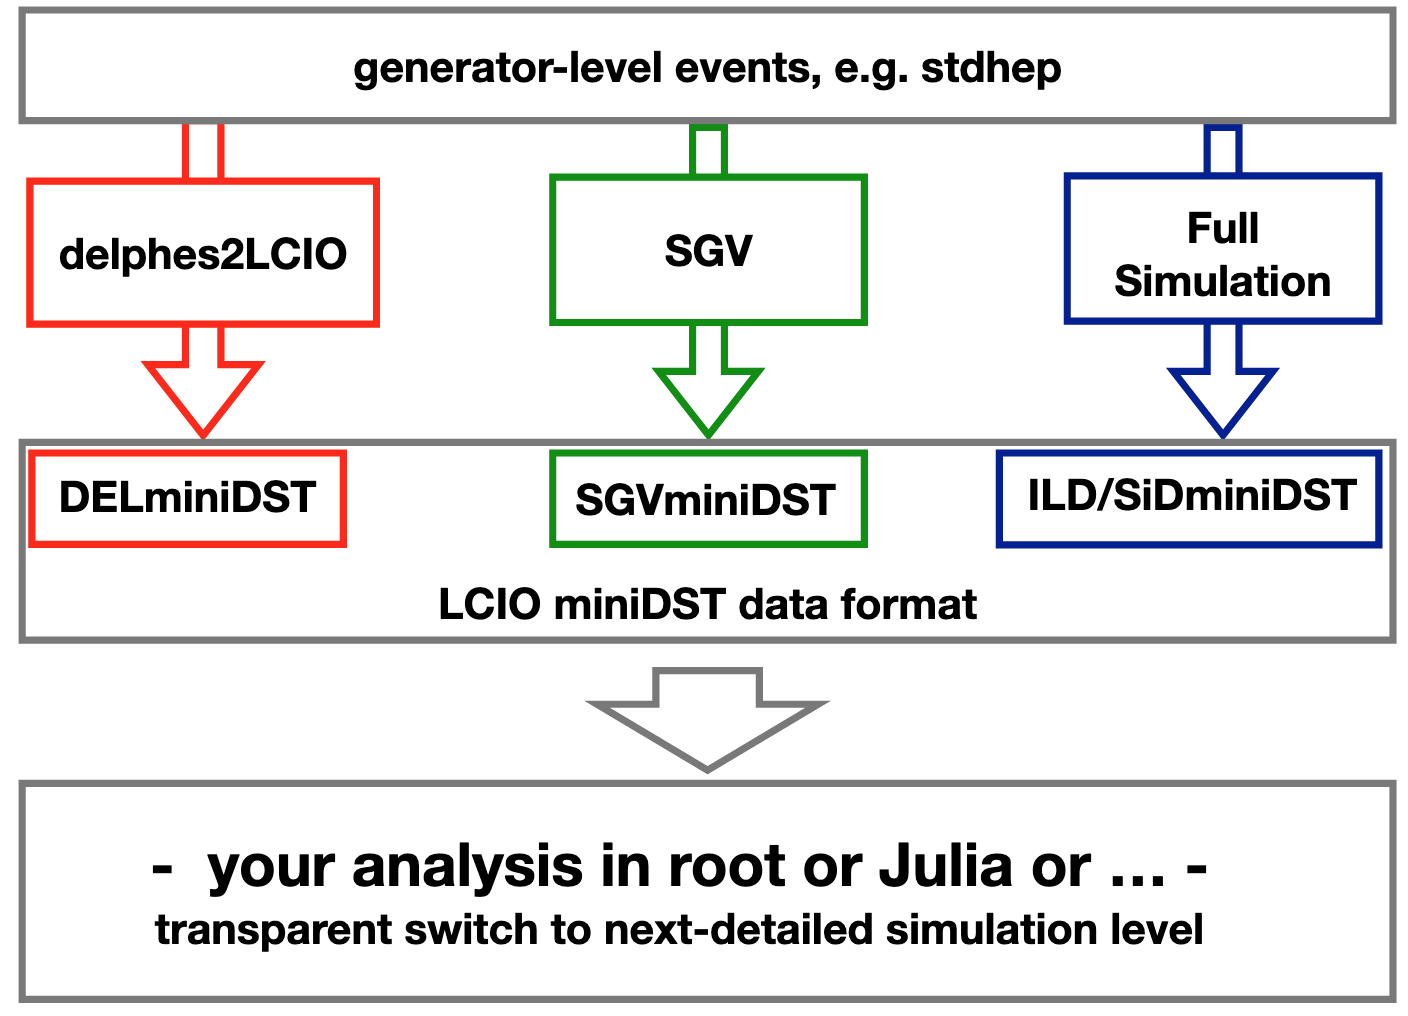 generator-level events, e.g. stdhep
delphes2LCIO
SGV
Full
Simulation
DELminiDST
SGVminiDST
ILD/SiDminiDST
LCIO miniDST data format
- your analysis in root or Julia or ... -
transparent switch to next-detailed simulation level